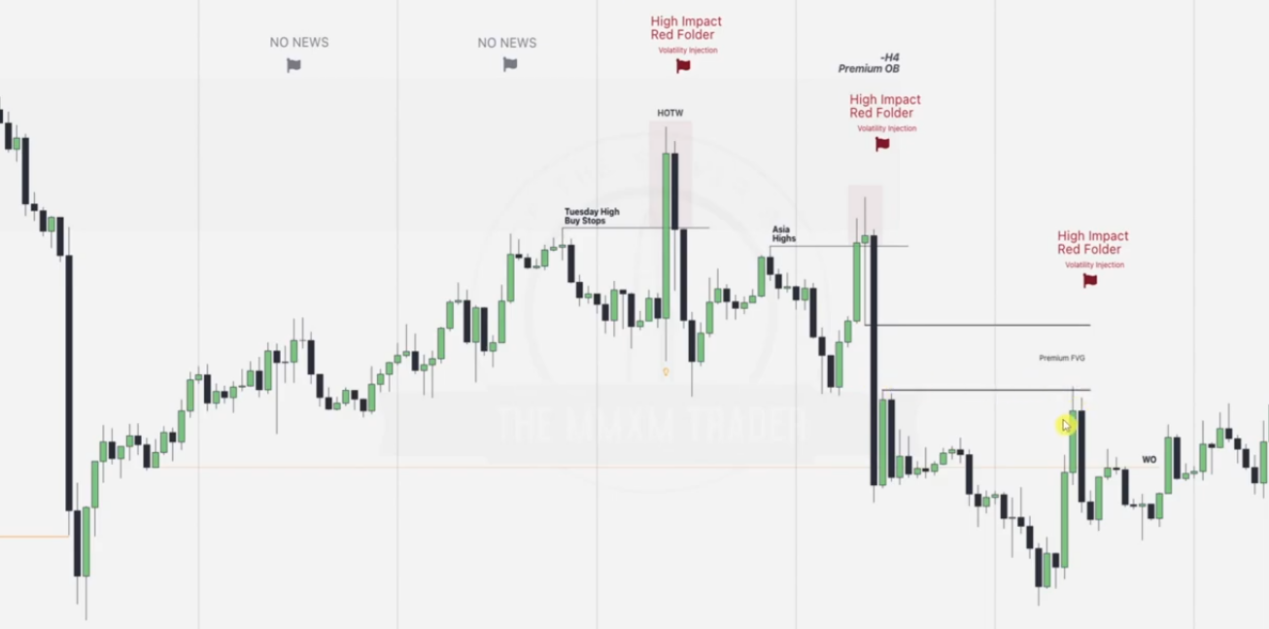 NO NEWS
NO NEWS
High Impact
Red Folder
Volatility Injection
HOTW
-H4
Premium OB
High Impact
Red Folder
Volatility Injection
Tuesday High
Buy Stops
Asia
Highs
High Impact
Red Folder
Volatility Injection
Premium FVG
THE MMXM TRADER
WO